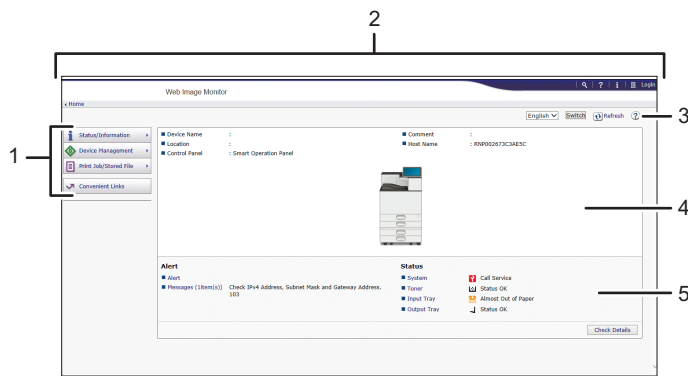 2
Web Image Monitor
? i Login
Home
English Switch Refresh ? 3
1
Status/Information
Device Management
Print Job/Stored File
Convenient Links
Device Name :
Location :
Control Panel : Smart Operation Panel
Comment :
Host Name : RNP002673C3AE5C
4
Alert
Alert
Messages (1item(s)) Check IPv4 Address, Subnet Mask and Gateway Address.
103
Status
System Call Service
Toner Status OK
Input Tray Almost Out of Paper
Output Tray Status OK
5
Check Details